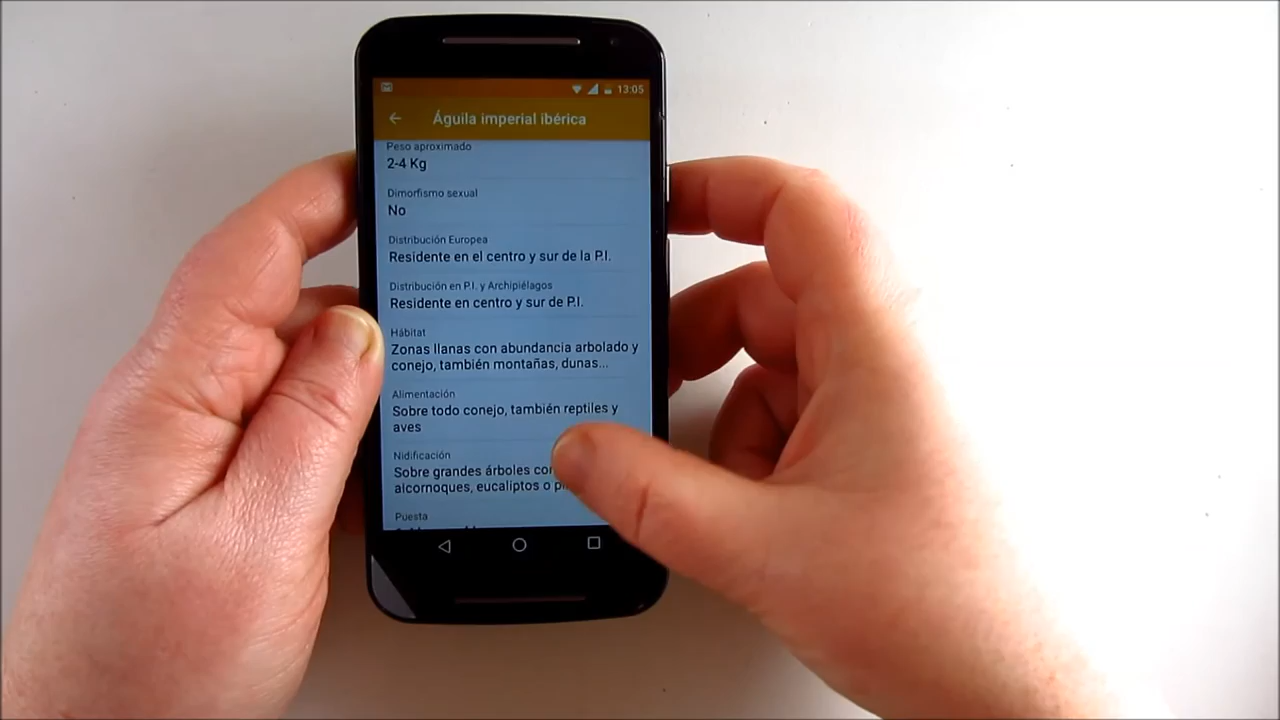 13:05
Águila imperial ibérica
Peso aproximado
2-4 Kg
Dimorfismo sexual
No
Distribución Europea
Residente en el centro y sur de la P.I.
Distribución en P.I. y Archipiélagos
Residente en centro y sur de P.I.
Hábitat
Zonas llanas con abundancia arbolado y
conejo, también montañas, dunas...
Alimentación
Sobre todo conejo, también reptiles y
aves
Nidificación
Sobre grandes árboles
alcornoques, eucaliptos o
Puesta